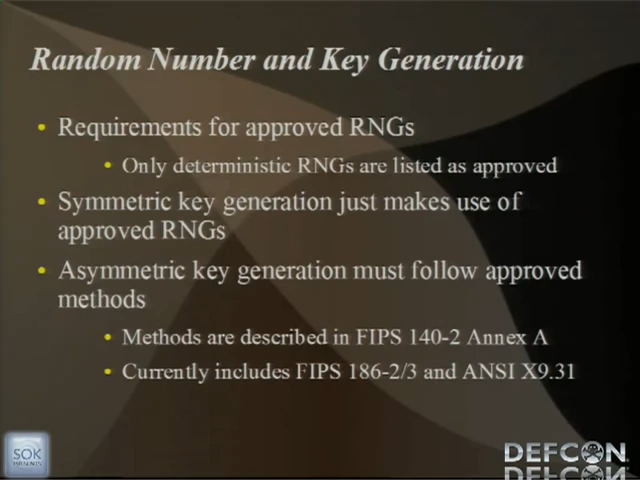 Random Number and Key Generation
• Requirements for approved RNGs
• Only deterministic RNGs are listed as approved
• Symmetric key generation just makes use of
approved RNGs
• Asymmetric key generation must follow approved
methods
• Methods are described in FIPS 140-2 Annex A
• Currently includes FIPS 186-2/3 and ANSI X9.31
SOK
DEFCON